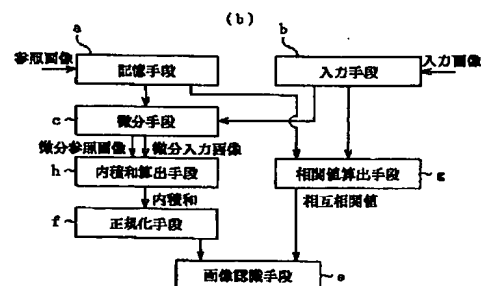 (b)
a
b
参照画像
記憶手段
入力手段
入力画像
c
微分手段
微分参照画像
微分入力画像
h
内積和算出手段
相関値算出手段
g
内積和
相互相関値
f
正規化手段
画像認識手段
e